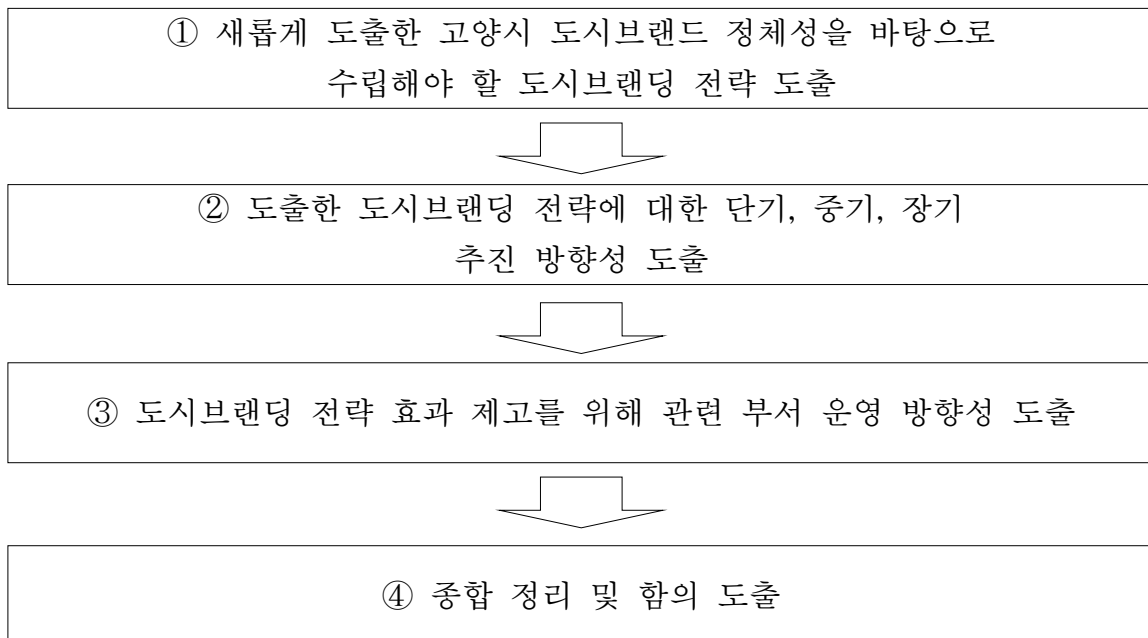 ① 새롭게 도출한 고양시 도시브랜드 정체성을 바탕으로
수립해야 할 도시브랜딩 전략 도출
② 도출한 도시브랜딩 전략에 대한 단기, 중기, 장기
추진 방향성 도출
③ 도시브랜딩 전략 효과 제고를 위해 관련 부서 운영 방향성 도출
④ 종합 정리 및 함의 도출